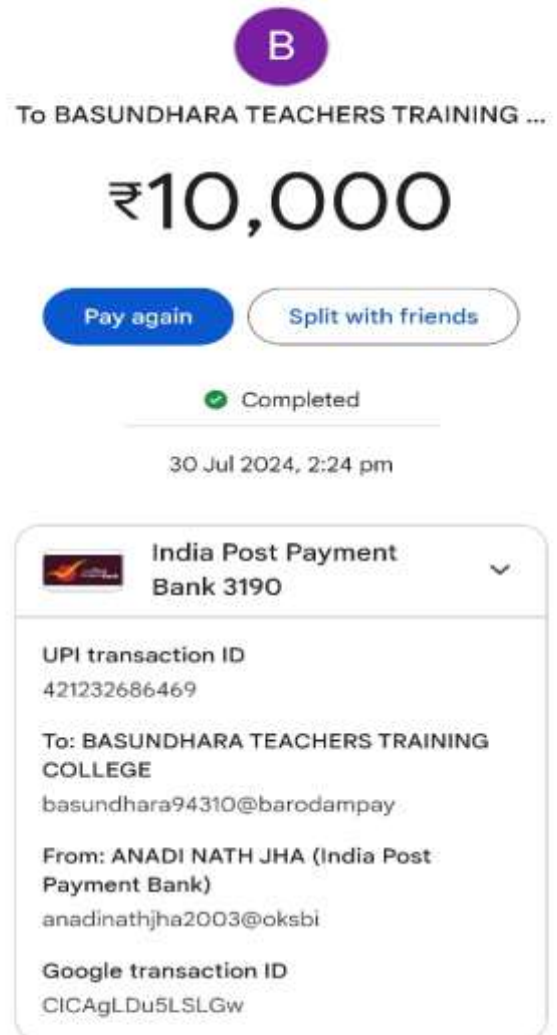 B
To BASUNDHARA TEACHERS TRAINING ...
₹10,000
Pay again
Split with friends
Completed
30 Jul 2024, 2:24 pm
India Post Payment
Bank 3190
UPI transaction ID
421232686469
To: BASUNDHARA TEACHERS TRAINING
COLLEGE
basundhara94310@barodampay
From: ANADI NATH JHA (India Post
Payment Bank)
anadinathjha2003@oksbi
Google transaction ID
CICAgLDu5LSLGw